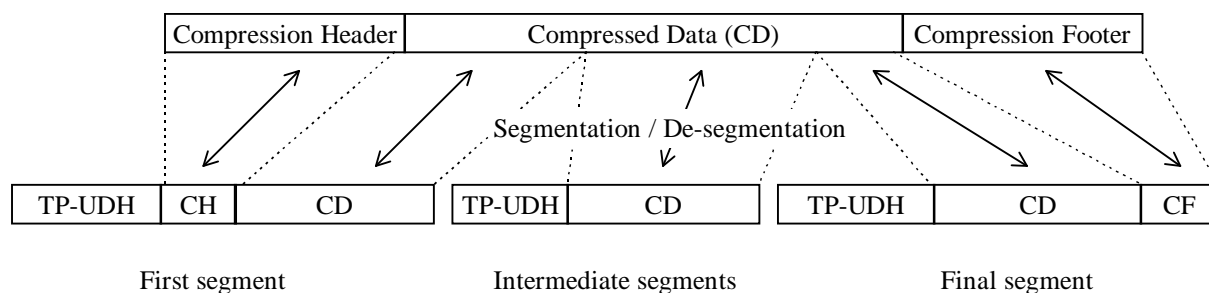 Compression Header Compressed Data (CD) Compression Footer
Segmentation / De-segmentation
TP-UDH CH CD TP-UDH CD TP-UDH CD CF
First segment Intermediate segments Final segment